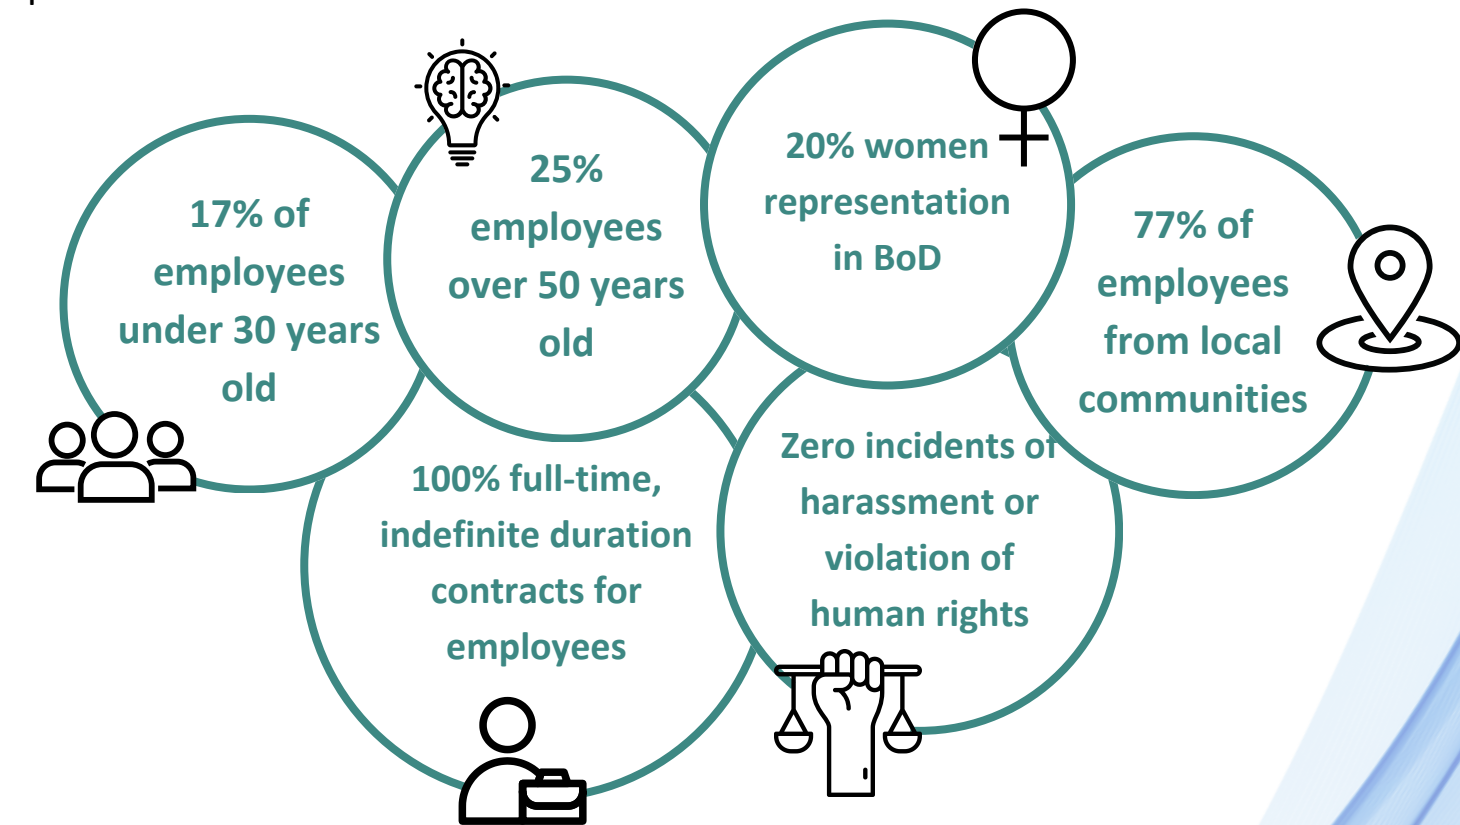 17% of
employees
under 30 years
old
25%
employees
over 50 years
old
20% women
representation
in BoD
77% of
employees
from local
communities
100% full-time,
indefinite duration
contracts for
employees
Zero incidents of
harassment or
violation of
human rights